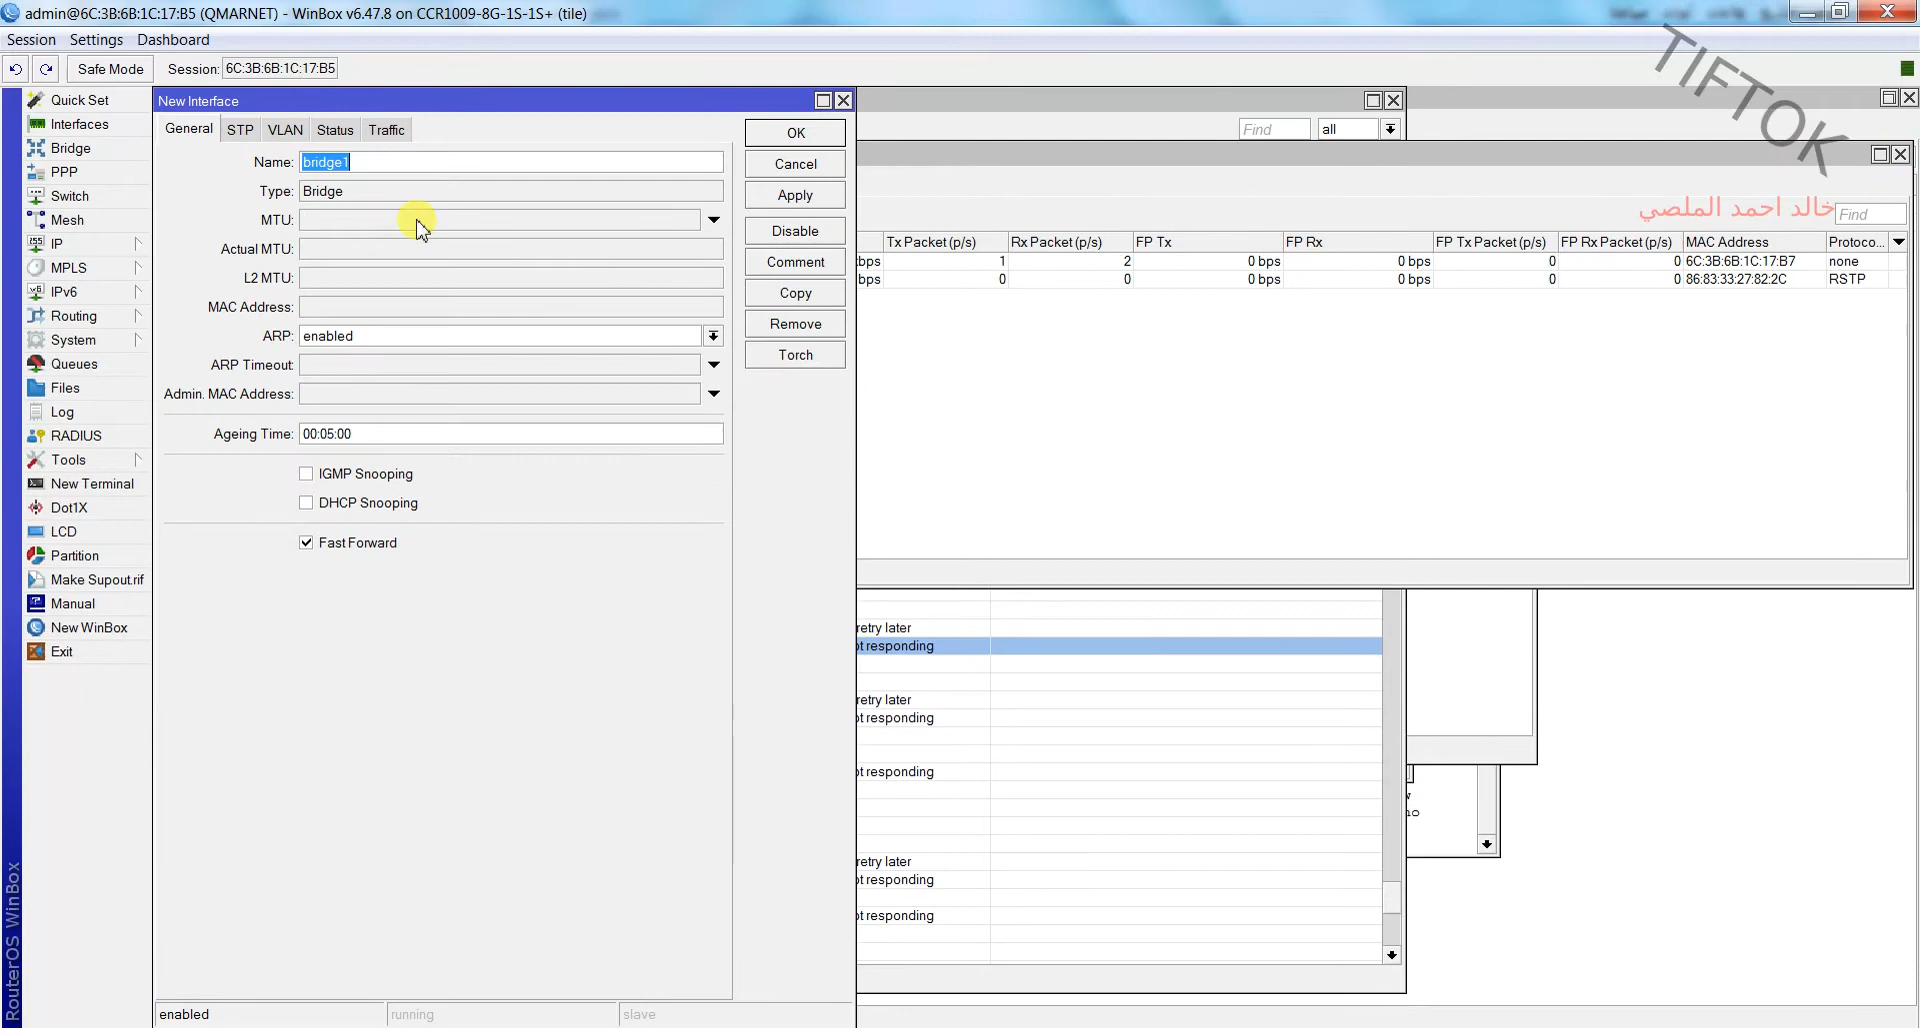 admin@6C:3B:6B:1C:17:B5 (QMARNET) - WinBox v6.47.8 on CCR1009-8G-1S-1S+ (tile)
Session Settings Dashboard
Safe Mode Session: 6C:3B:6B:1C:17:B5
TIFTOK
خالد احمد الملصي
Quick Set
Interfaces
Bridge
PPP
Switch
Mesh
IP
MPLS
IPv6
Routing
System
Queues
Files
Log
RADIUS
Tools
New Terminal
Dot1X
LCD
Partition
Make Supout.rif
Manual
New WinBox
Exit
RouterOS WinBox
New Interface
General STP VLAN Status Traffic
Name: bridge1
Type: Bridge
MTU:
Actual MTU:
L2 MTU:
MAC Address:
ARP: enabled
ARP Timeout:
Admin. MAC Address:
Ageing Time: 00:05:00
IGMP Snooping
DHCP Snooping
Fast Forward
OK
Cancel
Apply
Disable
Comment
Copy
Remove
Torch
enabled running slave
Find all
Find
Tx Packet (p/s) Rx Packet (p/s) FP Tx FP Rx FP Tx Packet (p/s) FP Rx Packet (p/s) MAC Address Protoco...
bps 1 2 0 bps 0 bps 0 0 6C:3B:6B:1C:17:B7 none
bps 0 0 0 bps 0 bps 0 0 86:83:33:27:82:2C RSTP
retry later
responding
retry later
responding
responding
retry later
responding
responding